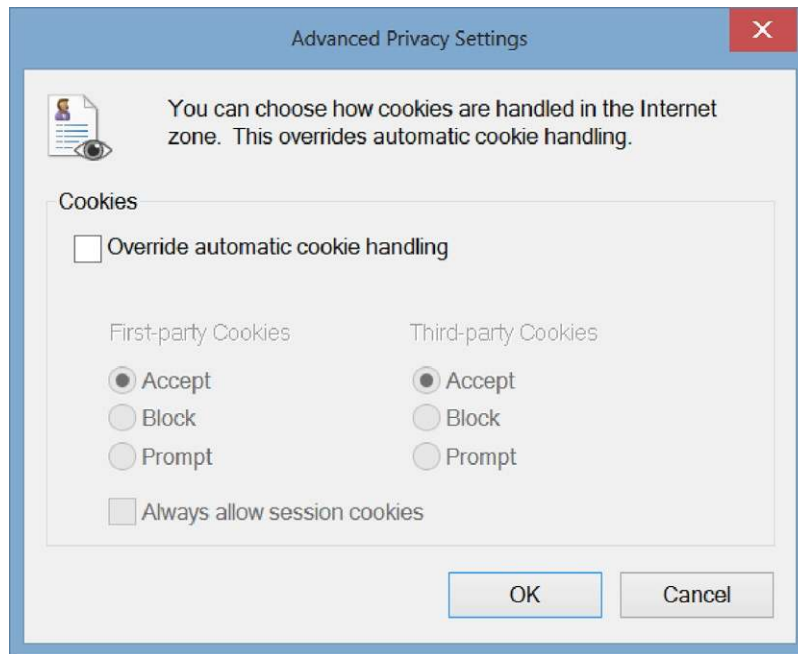 Advanced Privacy Settings
You can choose how cookies are handled in the Internet
zone. This overrides automatic cookie handling.
Cookies
Override automatic cookie handling
First-party Cookies
Third-party Cookies
Accept
Accept
Block
Block
Prompt
Prompt
Always allow session cookies
OK
Cancel